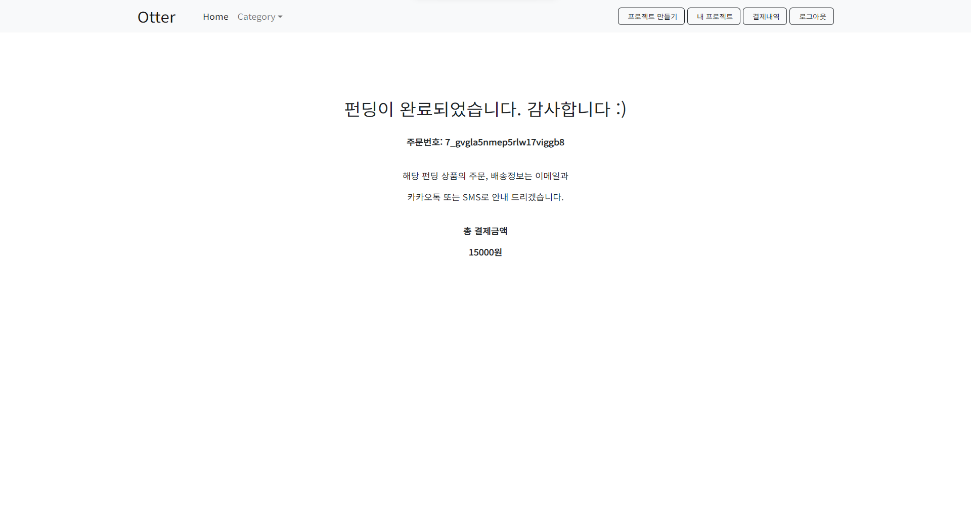 Otter Home Category 프로젝트 만들기 내 프로젝트 결제내역 로그아웃
펀딩이 완료되었습니다. 감사합니다 :)
주문번호: 7_gvgla5nmep5rlw17viggb8
해당 펀딩 상품의 주문, 배송정보는 이메일과
카카오톡 또는 SMS로 안내 드리겠습니다.
총 결제금액
15000원